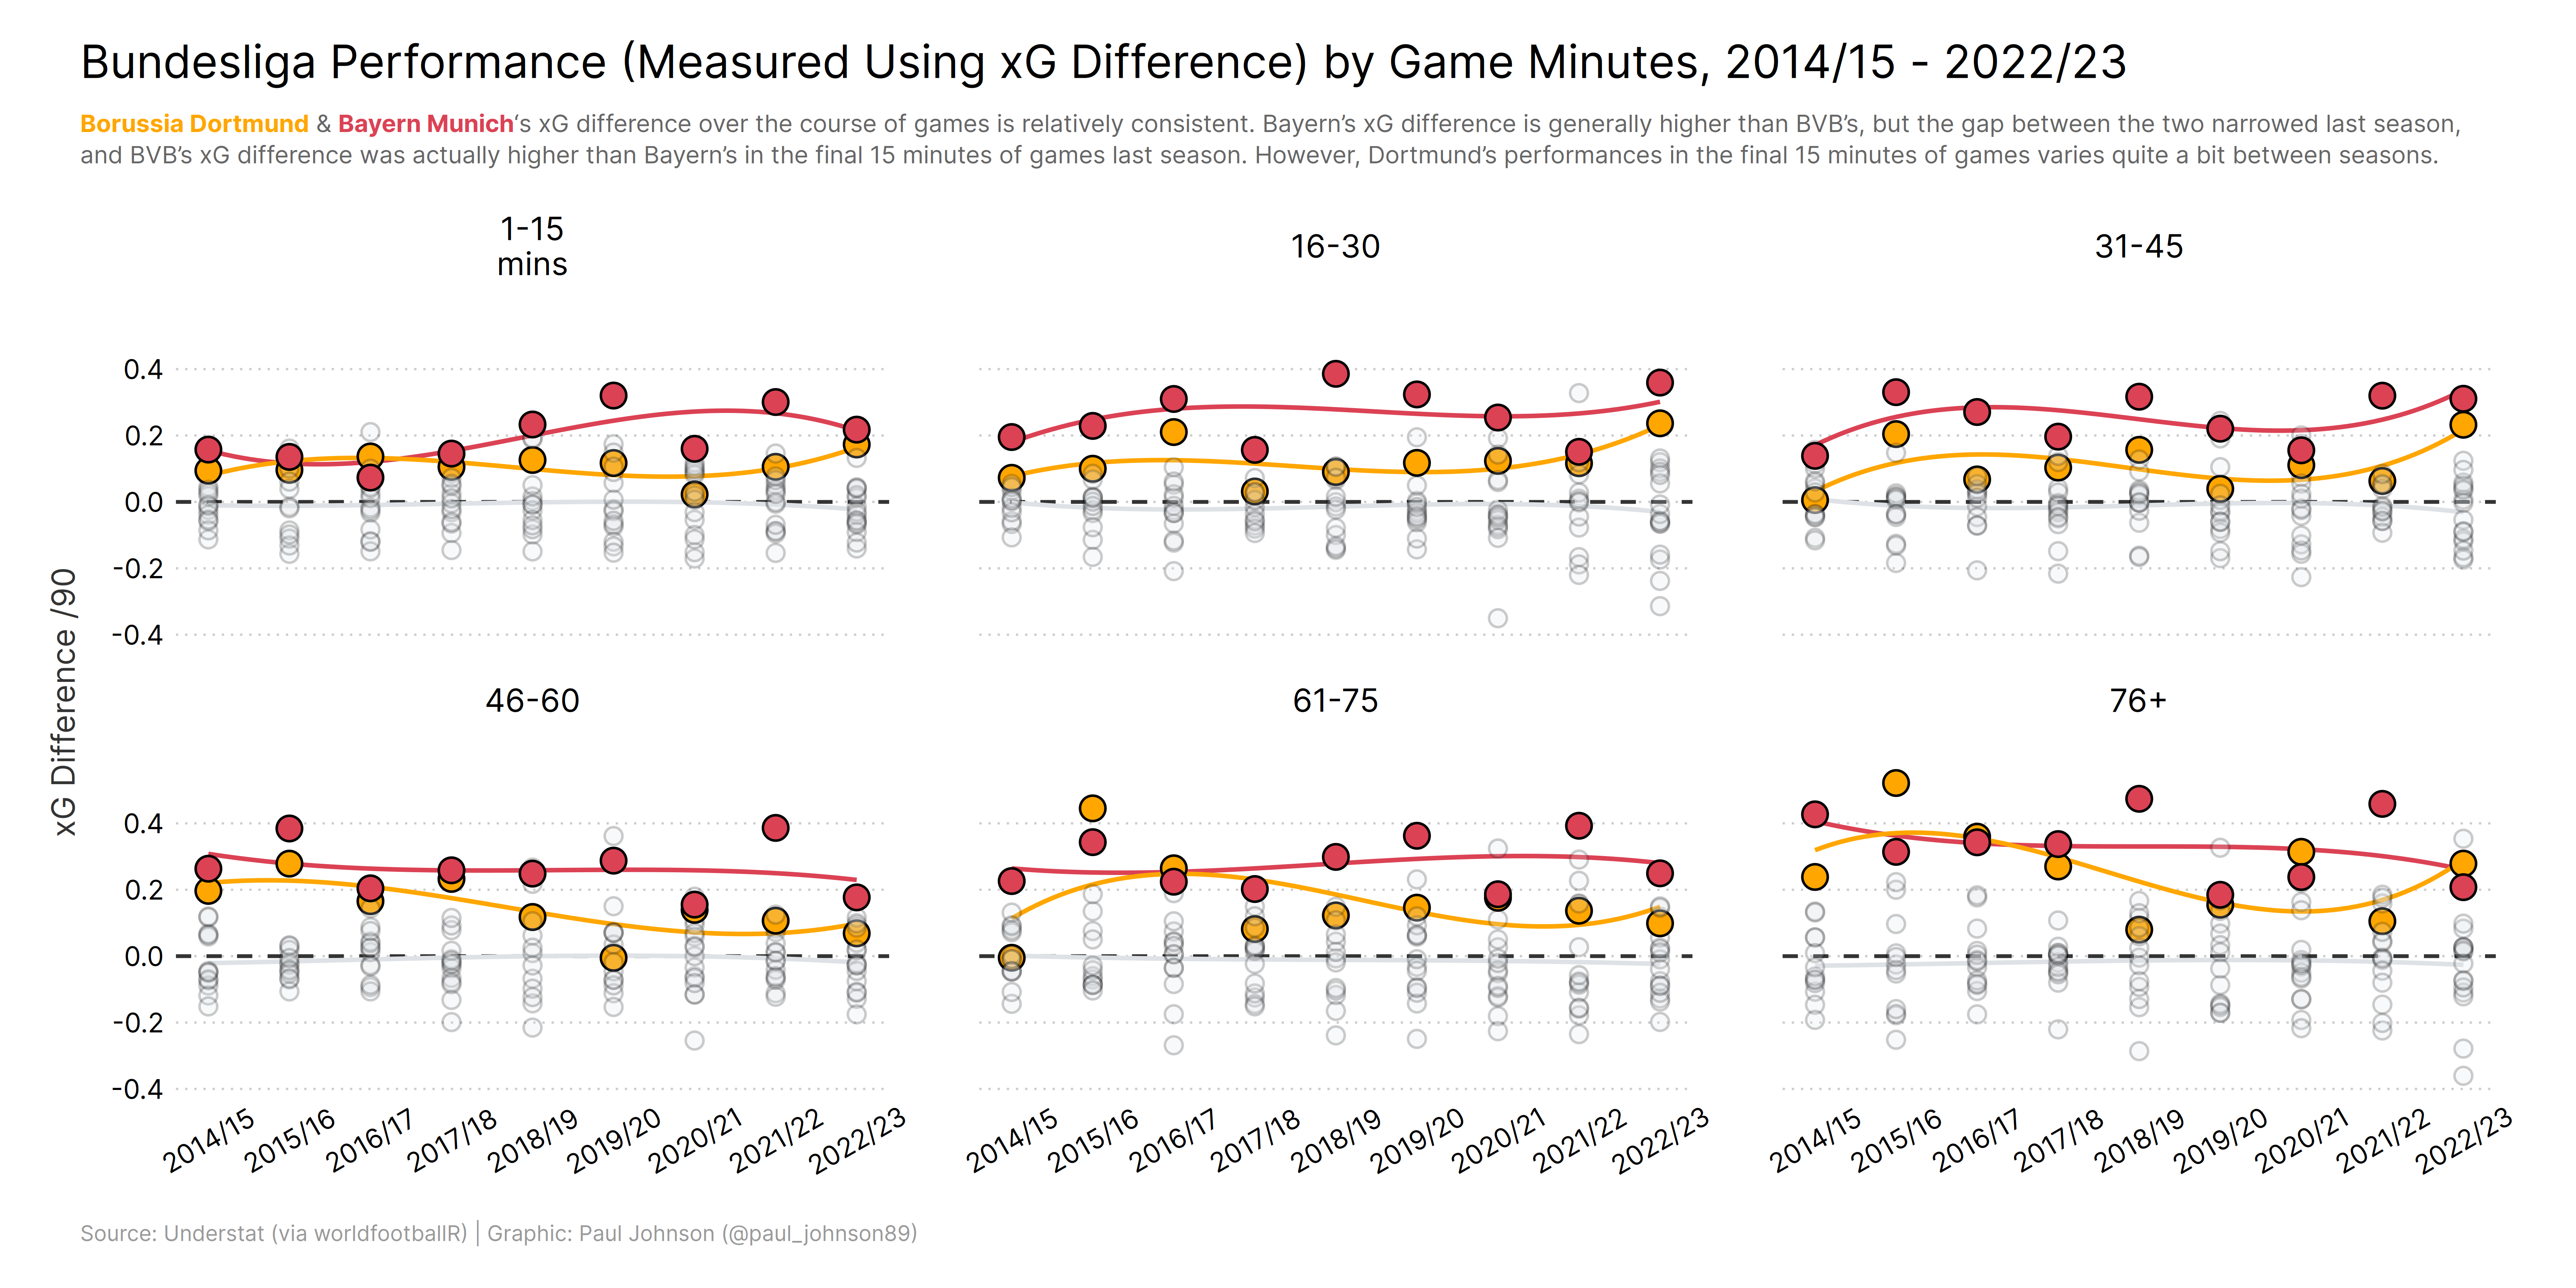 Bundesliga Performance (Measured Using xG Difference) by Game Minutes, 2014/15 - 2022/23
Borussia Dortmund & Bayern Munich‘s xG difference over the course of games is relatively consistent. Bayern’s xG difference is generally higher than BVB’s, but the gap between the two narrowed last season,
and BVB’s xG difference was actually higher than Bayern’s in the final 15 minutes of games last season. However, Dortmund’s performances in the final 15 minutes of games varies quite a bit between seasons.
1-15
mins
16-30
31-45
0.4
0.2
0.0
-0.2
-0.4
xG Difference /90
46-60
61-75
76+
0.4
0.2
0.0
-0.2
-0.4
2014/15 2015/16 2016/17 2017/18 2018/19 2019/20 2020/21 2021/22 2022/23
2014/15 2015/16 2016/17 2017/18 2018/19 2019/20 2020/21 2021/22 2022/23
2014/15 2015/16 2016/17 2017/18 2018/19 2019/20 2020/21 2021/22 2022/23
Source: Understat (via worldfootballR) | Graphic: Paul Johnson (@paul_johnson89)